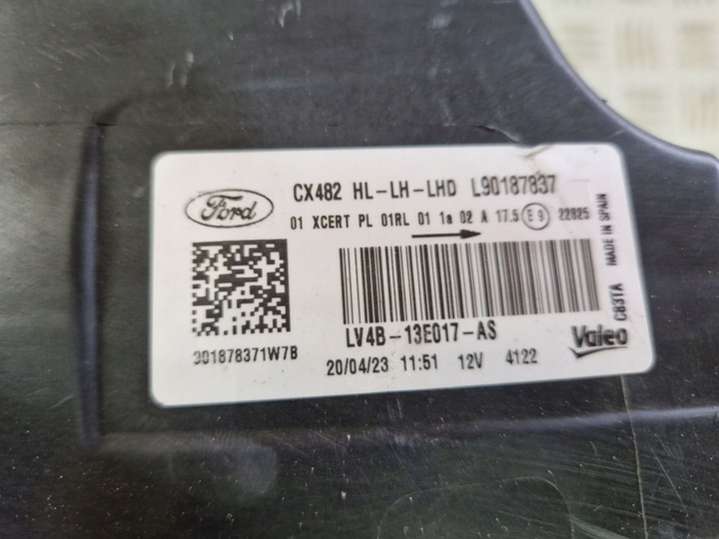 Ford
CX482 HL-LH-LHD L90187837
01 XCERT PL 01RL 01 1a 02 A 17.5 E9 22825
LV4B-13E017-AS
301878371W7B
20/04/23 11:51 12V 4122
Valeo
C83TA MADE IN SPAIN